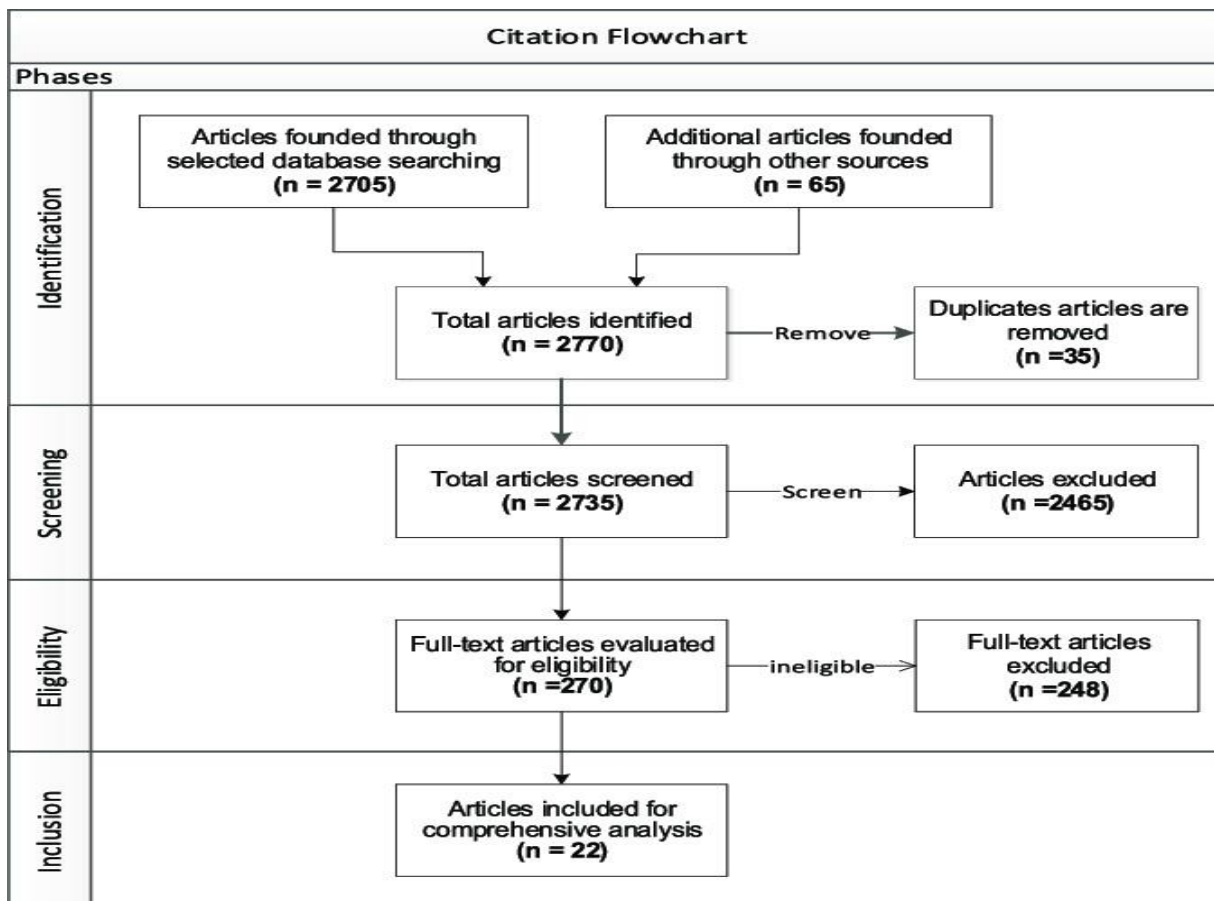 Citation Flowchart
Phases
Identification
Articles founded through
selected database searching
(n = 2705)
Additional articles founded
through other sources
(n = 65)
Total articles identified
(n = 2770)
Remove
Duplicates articles are
removed
(n =35)
Screening
Total articles screened
(n = 2735)
Screen
Articles excluded
(n =2465)
Eligibility
Full-text articles evaluated
for eligibility
(n =270)
ineligible
Full-text articles
excluded
(n =248)
Inclusion
Articles included for
comprehensive analysis
(n = 22)